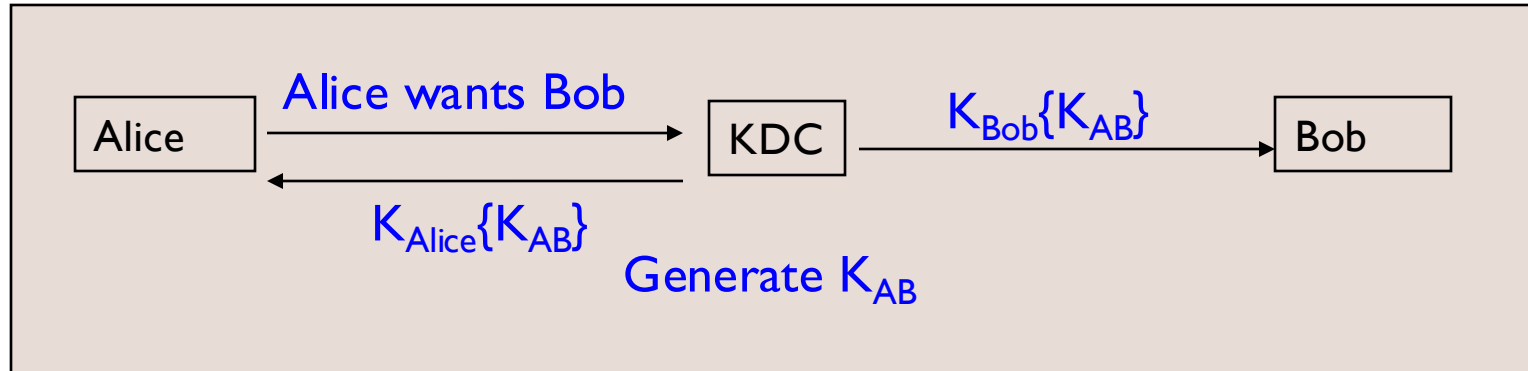 Alice wants Bob
Alice
KDC
K_Bob{K_AB}
Bob
K_Alice{K_AB}
Generate K_AB